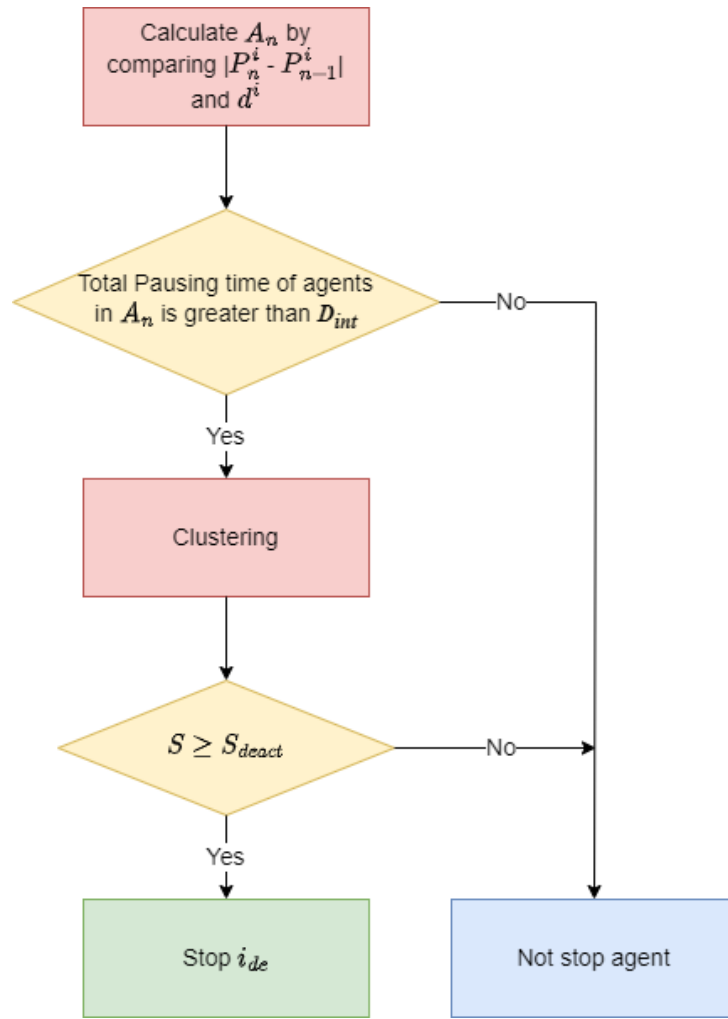 Calculate $A_n$ by
comparing $|P_n^i - P_{n-1}^i|$
and $d^i$
Total Pausing time of agents
in $A_n$ is greater than $D_{int}$
No
Yes
Clustering
$S \geq S_{deact}$
No
Yes
Stop $i_{de}$
Not stop agent